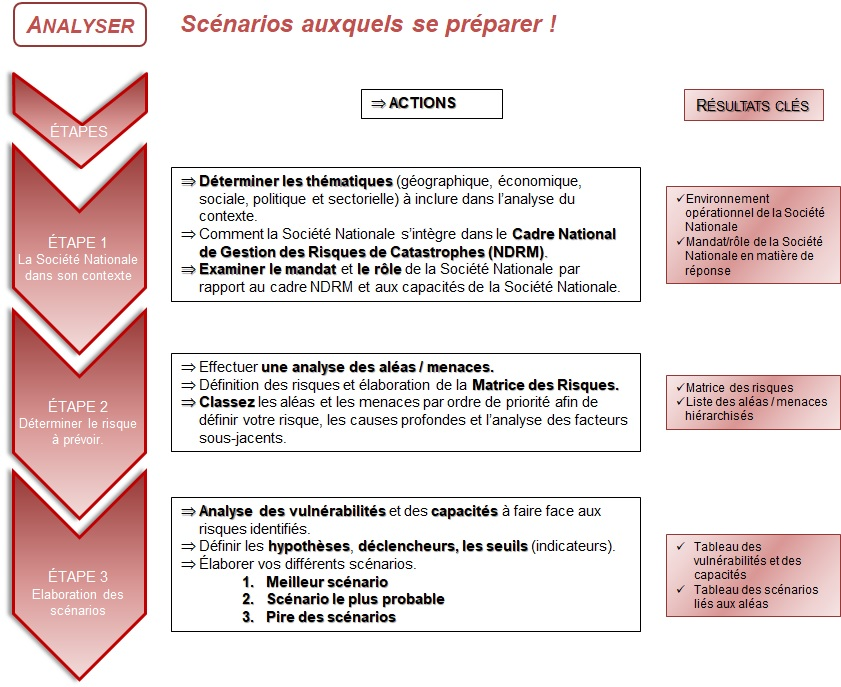 ANALYSER
Scénarios auxquels se préparer !
ÉTAPES
⇒ ACTIONS
RÉSULTATS CLÉS
ÉTAPE 1
La Société Nationale
dans son contexte
⇒ Déterminer les thématiques (géographique, économique,
sociale, politique et sectorielle) à inclure dans l’analyse du
contexte.
⇒ Comment la Société Nationale s’intègre dans le Cadre National
de Gestion des Risques de Catastrophes (NDRM).
⇒ Examiner le mandat et le rôle de la Société Nationale par
rapport au cadre NDRM et aux capacités de la Société Nationale.
✓Environnement
opérationnel de la Société
Nationale
✓Mandat/rôle de la Société
Nationale en matière de
réponse
ÉTAPE 2
Déterminer le risque
à prévoir.
⇒ Effectuer une analyse des aléas / menaces.
⇒ Définition des risques et élaboration de la Matrice des Risques.
⇒ Classez les aléas et les menaces par ordre de priorité afin de
définir votre risque, les causes profondes et l’analyse des facteurs
sous-jacents.
✓Matrice des risques
✓Liste des aléas / menaces
hiérarchisés
ÉTAPE 3
Elaboration des
scénarios
⇒ Analyse des vulnérabilités et des capacités à faire face aux
risques identifiés.
⇒ Définir les hypothèses, déclencheurs, les seuils (indicateurs).
⇒ Élaborer vos différents scénarios.
1. Meilleur scénario
2. Scénario le plus probable
3. Pire des scénarios
✓ Tableau des
vulnérabilités et des
capacités
✓ Tableau des scénarios
liés aux aléas